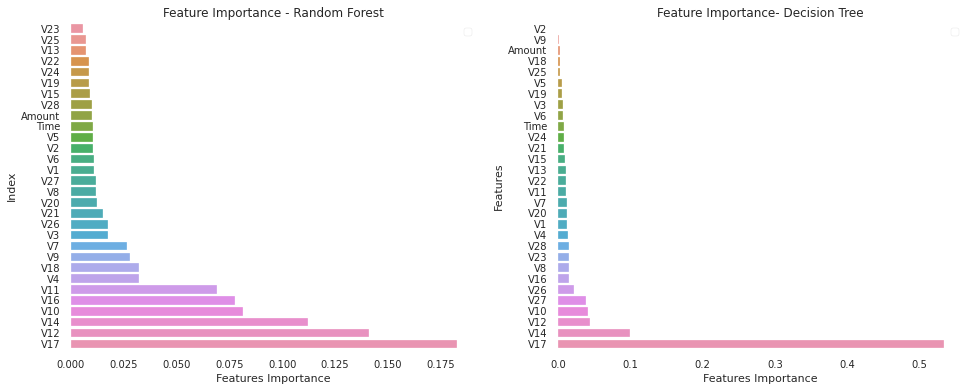 Feature Importance - Random Forest
Index
V23
V25
V13
V22
V24
V19
V15
V28
Amount
Time
V5
V2
V6
V1
V27
V8
V20
V21
V26
V3
V7
V9
V18
V4
V11
V16
V10
V14
V12
V17
0.000 0.025 0.050 0.075 0.100 0.125 0.150 0.175
Features Importance
Feature Importance- Decision Tree
Features
V2
V9
Amount
V18
V25
V5
V19
V3
V6
Time
V24
V21
V15
V13
V22
V11
V7
V20
V1
V4
V28
V23
V8
V16
V26
V27
V10
V12
V14
V17
0.0 0.1 0.2 0.3 0.4 0.5
Features Importance